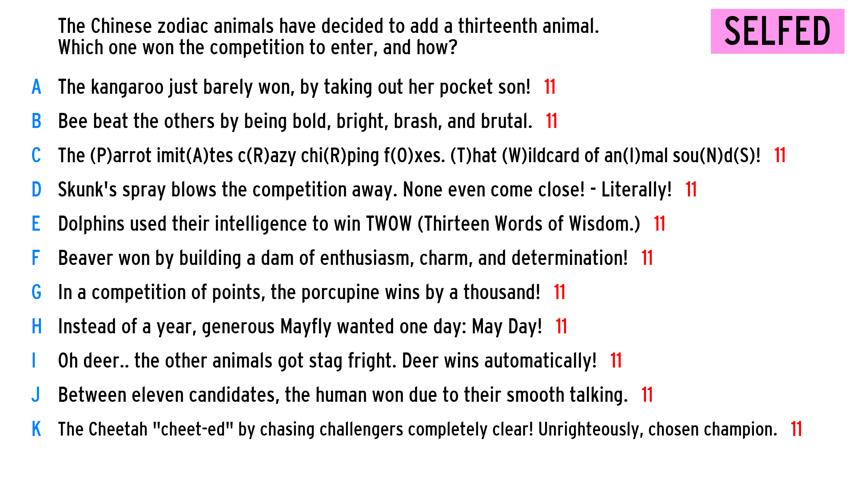 The Chinese zodiac animals have decided to add a thirteenth animal.
Which one won the competition to enter, and how?
SELFED
A The kangaroo just barely won, by taking out her pocket son! 11
B Bee beat the others by being bold, bright, brash, and brutal. 11
C The (P)arrot imit(A)tes c(R)azy chi(R)ping f(O)xes. (T)hat (W)ildcard of an(I)mal sou(N)d(S)! 11
D Skunk's spray blows the competition away. None even come close! - Literally! 11
E Dolphins used their intelligence to win TWOW (Thirteen Words of Wisdom.) 11
F Beaver won by building a dam of enthusiasm, charm, and determination! 11
G In a competition of points, the porcupine wins by a thousand! 11
H Instead of a year, generous Mayfly wanted one day: May Day! 11
I Oh deer.. the other animals got stag fright. Deer wins automatically! 11
J Between eleven candidates, the human won due to their smooth talking. 11
K The Cheetah "cheet-ed" by chasing challengers completely clear! Unrighteously, chosen champion. 11